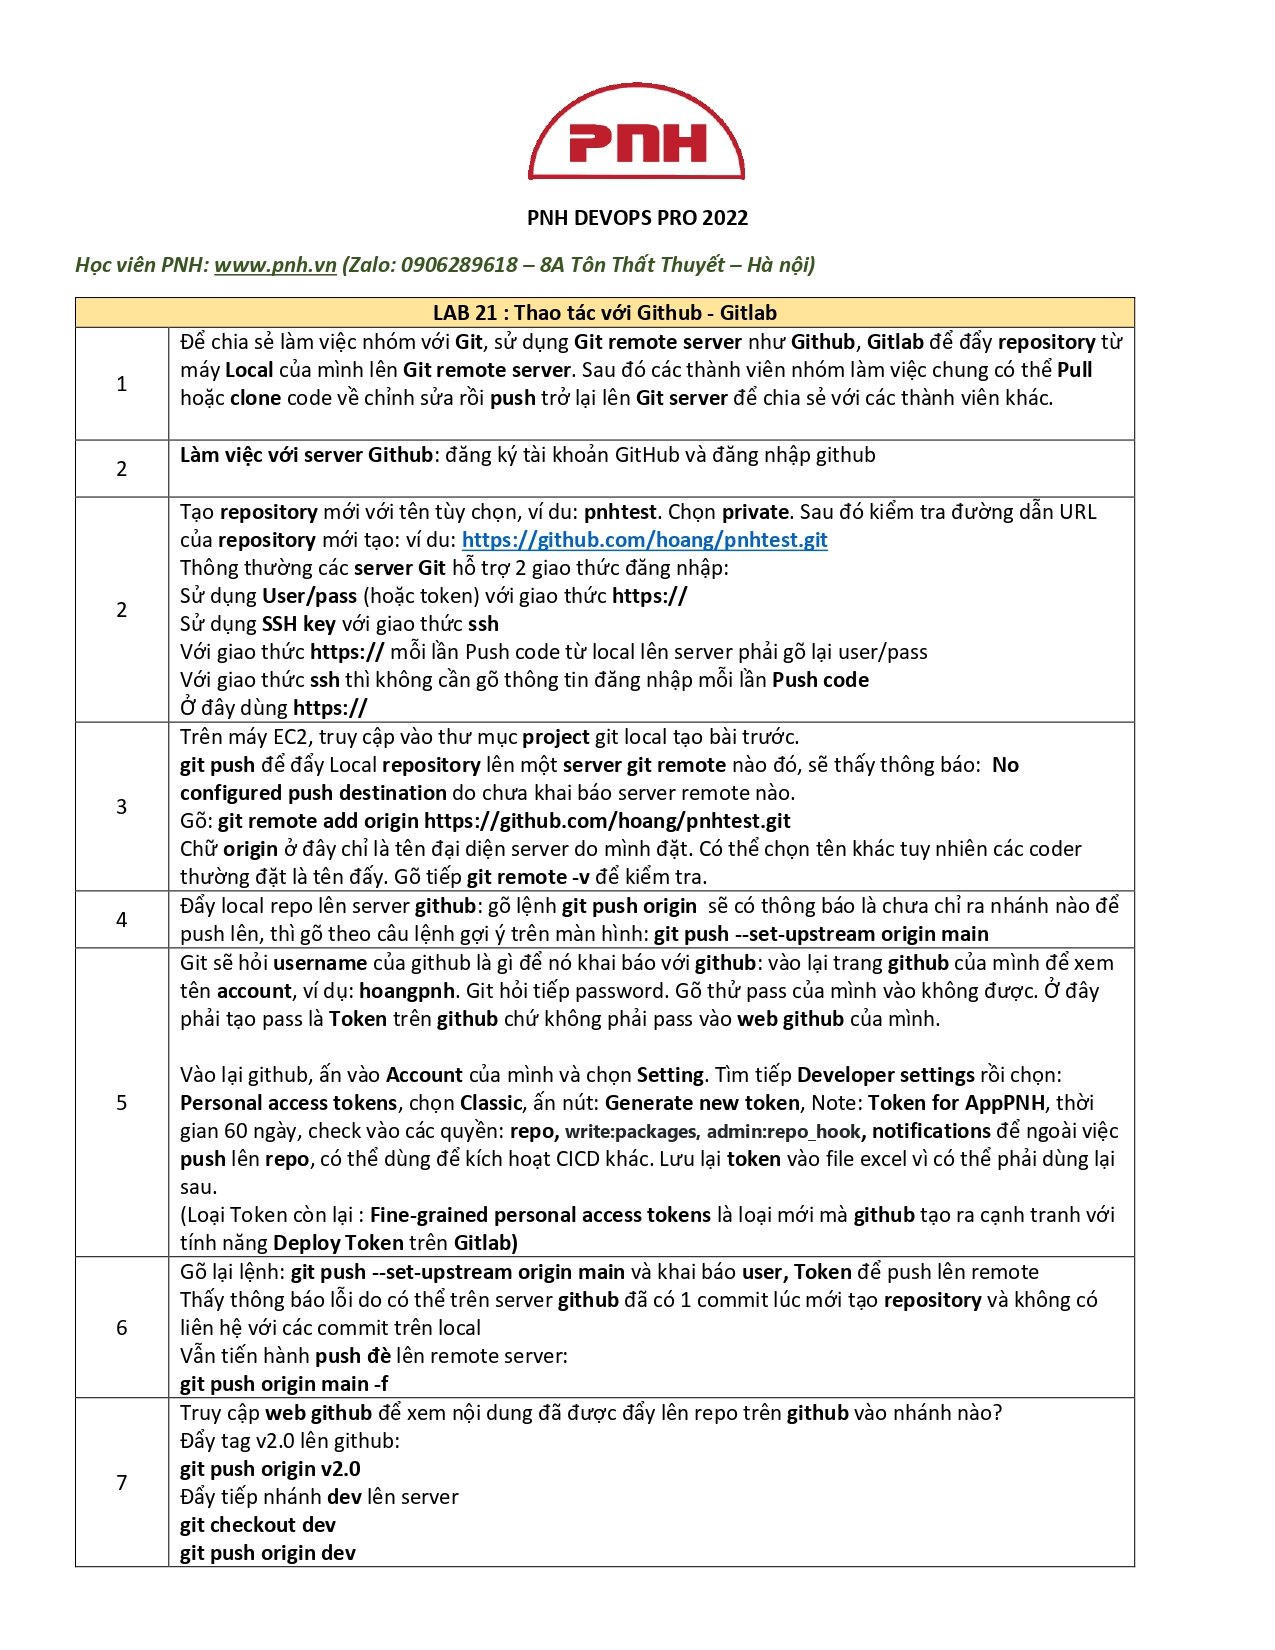 PNH
PNH DEVOPS PRO 2022
Học viên PNH: www.pnh.vn (Zalo: 0906289618 – 8A Tôn Thất Thuyết – Hà nội)
LAB 21 : Thao tác với Github - Gitlab
1
Để chia sẻ làm việc nhóm với Git, sử dụng Git remote server như Github, Gitlab để đẩy repository từ
máy Local của mình lên Git remote server. Sau đó các thành viên nhóm làm việc chung có thể Pull
hoặc clone code về chỉnh sửa rồi push trở lại lên Git server để chia sẻ với các thành viên khác.
2
Làm việc với server Github: đăng ký tài khoản GitHub và đăng nhập github
2
Tạo repository mới với tên tùy chọn, ví du: pnhtest. Chọn private. Sau đó kiểm tra đường dẫn URL
của repository mới tạo: ví du: https://github.com/hoang/pnhtest.git
Thông thường các server Git hỗ trợ 2 giao thức đăng nhập:
Sử dụng User/pass (hoặc token) với giao thức https://
Sử dụng SSH key với giao thức ssh
Với giao thức https:// mỗi lần Push code từ local lên server phải gõ lại user/pass
Với giao thức ssh thì không cần gõ thông tin đăng nhập mỗi lần Push code
Ở đây dùng https://
3
Trên máy EC2, truy cập vào thư mục project git local tạo bài trước.
git push để đẩy Local repository lên một server git remote nào đó, sẽ thấy thông báo:  No
configured push destination do chưa khai báo server remote nào.
Gõ: git remote add origin https://github.com/hoang/pnhtest.git
Chữ origin ở đây chỉ là tên đại diện server do mình đặt. Có thể chọn tên khác tuy nhiên các coder
thường đặt là tên đấy. Gõ tiếp git remote -v để kiểm tra.
4
Đẩy local repo lên server github: gõ lệnh git push origin  sẽ có thông báo là chưa chỉ ra nhánh nào để
push lên, thì gõ theo câu lệnh gợi ý trên màn hình: git push --set-upstream origin main
5
Git sẽ hỏi username của github là gì để nó khai báo với github: vào lại trang github của mình để xem
tên account, ví dụ: hoangpnh. Git hỏi tiếp password. Gõ thử pass của mình vào không được. Ở đây
phải tạo pass là Token trên github chứ không phải pass vào web github của mình.
Vào lại github, ấn vào Account của mình và chọn Setting. Tìm tiếp Developer settings rồi chọn:
Personal access tokens, chọn Classic, ấn nút: Generate new token, Note: Token for AppPNH, thời
gian 60 ngày, check vào các quyền: repo, write:packages, admin:repo_hook, notifications để ngoài việc
push lên repo, có thể dùng để kích hoạt CICD khác. Lưu lại token vào file excel vì có thể phải dùng lại
sau.
(Loại Token còn lại : Fine-grained personal access tokens là loại mới mà github tạo ra cạnh tranh với
tính năng Deploy Token trên Gitlab)
6
Gõ lại lệnh: git push --set-upstream origin main và khai báo user, Token để push lên remote
Thấy thông báo lỗi do có thể trên server github đã có 1 commit lúc mới tạo repository và không có
liên hệ với các commit trên local
Vẫn tiến hành push đè lên remote server:
git push origin main -f
7
Truy cập web github để xem nội dung đã được đẩy lên repo trên github vào nhánh nào?
Đẩy tag v2.0 lên github:
git push origin v2.0
Đẩy tiếp nhánh dev lên server
git checkout dev
git push origin dev